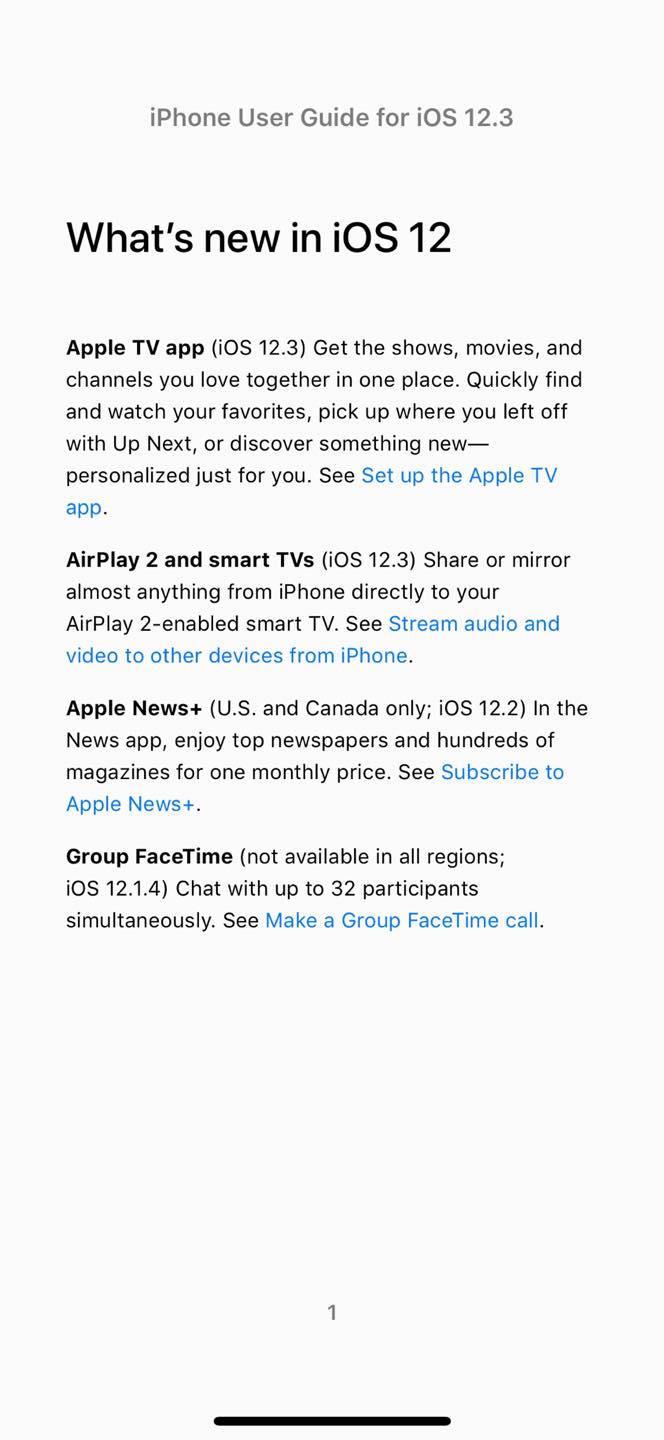 iPhone User Guide for iOS 12.3
What’s new in iOS 12
Apple TV app (iOS 12.3) Get the shows, movies, and
channels you love together in one place. Quickly find
and watch your favorites, pick up where you left off
with Up Next, or discover something new—
personalized just for you. See Set up the Apple TV
app.
AirPlay 2 and smart TVs (iOS 12.3) Share or mirror
almost anything from iPhone directly to your
AirPlay 2-enabled smart TV. See Stream audio and
video to other devices from iPhone.
Apple News+ (U.S. and Canada only; iOS 12.2) In the
News app, enjoy top newspapers and hundreds of
magazines for one monthly price. See Subscribe to
Apple News+.
Group FaceTime (not available in all regions;
iOS 12.1.4) Chat with up to 32 participants
simultaneously. See Make a Group FaceTime call.
1